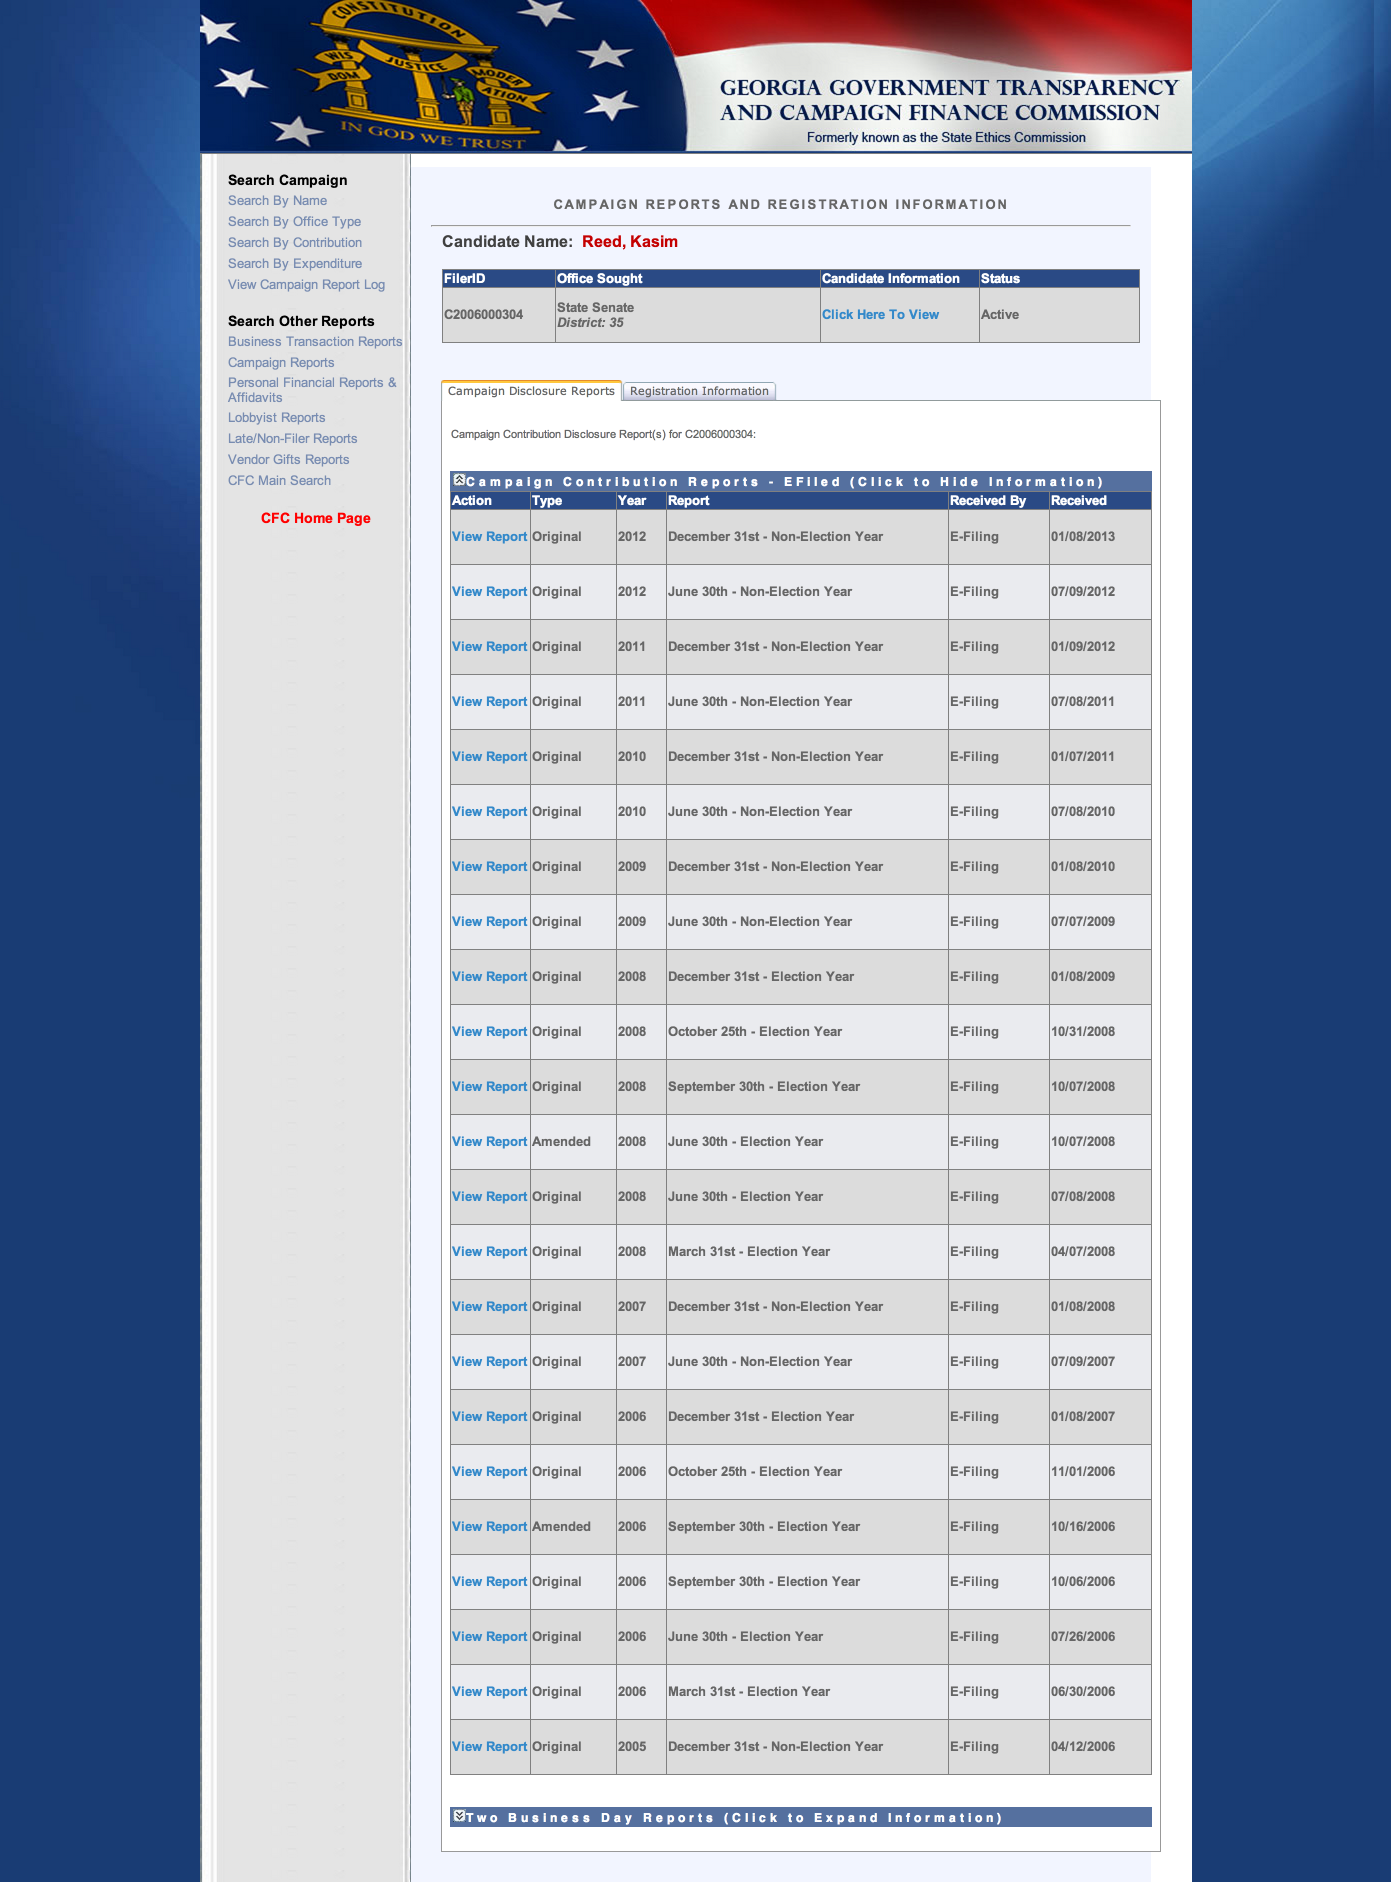 CONSTITUTION
WISDOM
JUSTICE
MODERATION
IN GOD WE TRUST
GEORGIA GOVERNMENT TRANSPARENCY
AND CAMPAIGN FINANCE COMMISSION
Formerly known as the State Ethics Commission
Search Campaign
Search By Name
Search By Office Type
Search By Contribution
Search By Expenditure
View Campaign Report Log
Search Other Reports
Business Transaction Reports
Campaign Reports
Personal Financial Reports &
Affidavits
Lobbyist Reports
Late/Non-Filer Reports
Vendor Gifts Reports
CFC Main Search
CFC Home Page
CAMPAIGN REPORTS AND REGISTRATION INFORMATION
Candidate Name: Reed, Kasim
FilerID Office Sought Candidate Information Status
C2006000304 State Senate District: 35 Click Here To View Active
Campaign Disclosure Reports Registration Information
Campaign Contribution Disclosure Report(s) for C2006000304:
Campaign Contribution Reports - EFiled (Click to Hide Information)
Action Type Year Report Received By Received
View Report Original 2012 December 31st - Non-Election Year E-Filing 01/08/2013
View Report Original 2012 June 30th - Non-Election Year E-Filing 07/09/2012
View Report Original 2011 December 31st - Non-Election Year E-Filing 01/09/2012
View Report Original 2011 June 30th - Non-Election Year E-Filing 07/08/2011
View Report Original 2010 December 31st - Non-Election Year E-Filing 01/07/2011
View Report Original 2010 June 30th - Non-Election Year E-Filing 07/08/2010
View Report Original 2009 December 31st - Non-Election Year E-Filing 01/08/2010
View Report Original 2009 June 30th - Non-Election Year E-Filing 07/07/2009
View Report Original 2008 December 31st - Election Year E-Filing 01/08/2009
View Report Original 2008 October 25th - Election Year E-Filing 10/31/2008
View Report Original 2008 September 30th - Election Year E-Filing 10/07/2008
View Report Amended 2008 June 30th - Election Year E-Filing 10/07/2008
View Report Original 2008 June 30th - Election Year E-Filing 07/08/2008
View Report Original 2008 March 31st - Election Year E-Filing 04/07/2008
View Report Original 2007 December 31st - Non-Election Year E-Filing 01/08/2008
View Report Original 2007 June 30th - Non-Election Year E-Filing 07/09/2007
View Report Original 2006 December 31st - Election Year E-Filing 01/08/2007
View Report Original 2006 October 25th - Election Year E-Filing 11/01/2006
View Report Amended 2006 September 30th - Election Year E-Filing 10/16/2006
View Report Original 2006 September 30th - Election Year E-Filing 10/06/2006
View Report Original 2006 June 30th - Election Year E-Filing 07/26/2006
View Report Original 2006 March 31st - Election Year E-Filing 06/30/2006
View Report Original 2005 December 31st - Non-Election Year E-Filing 04/12/2006
Two Business Day Reports (Click to Expand Information)